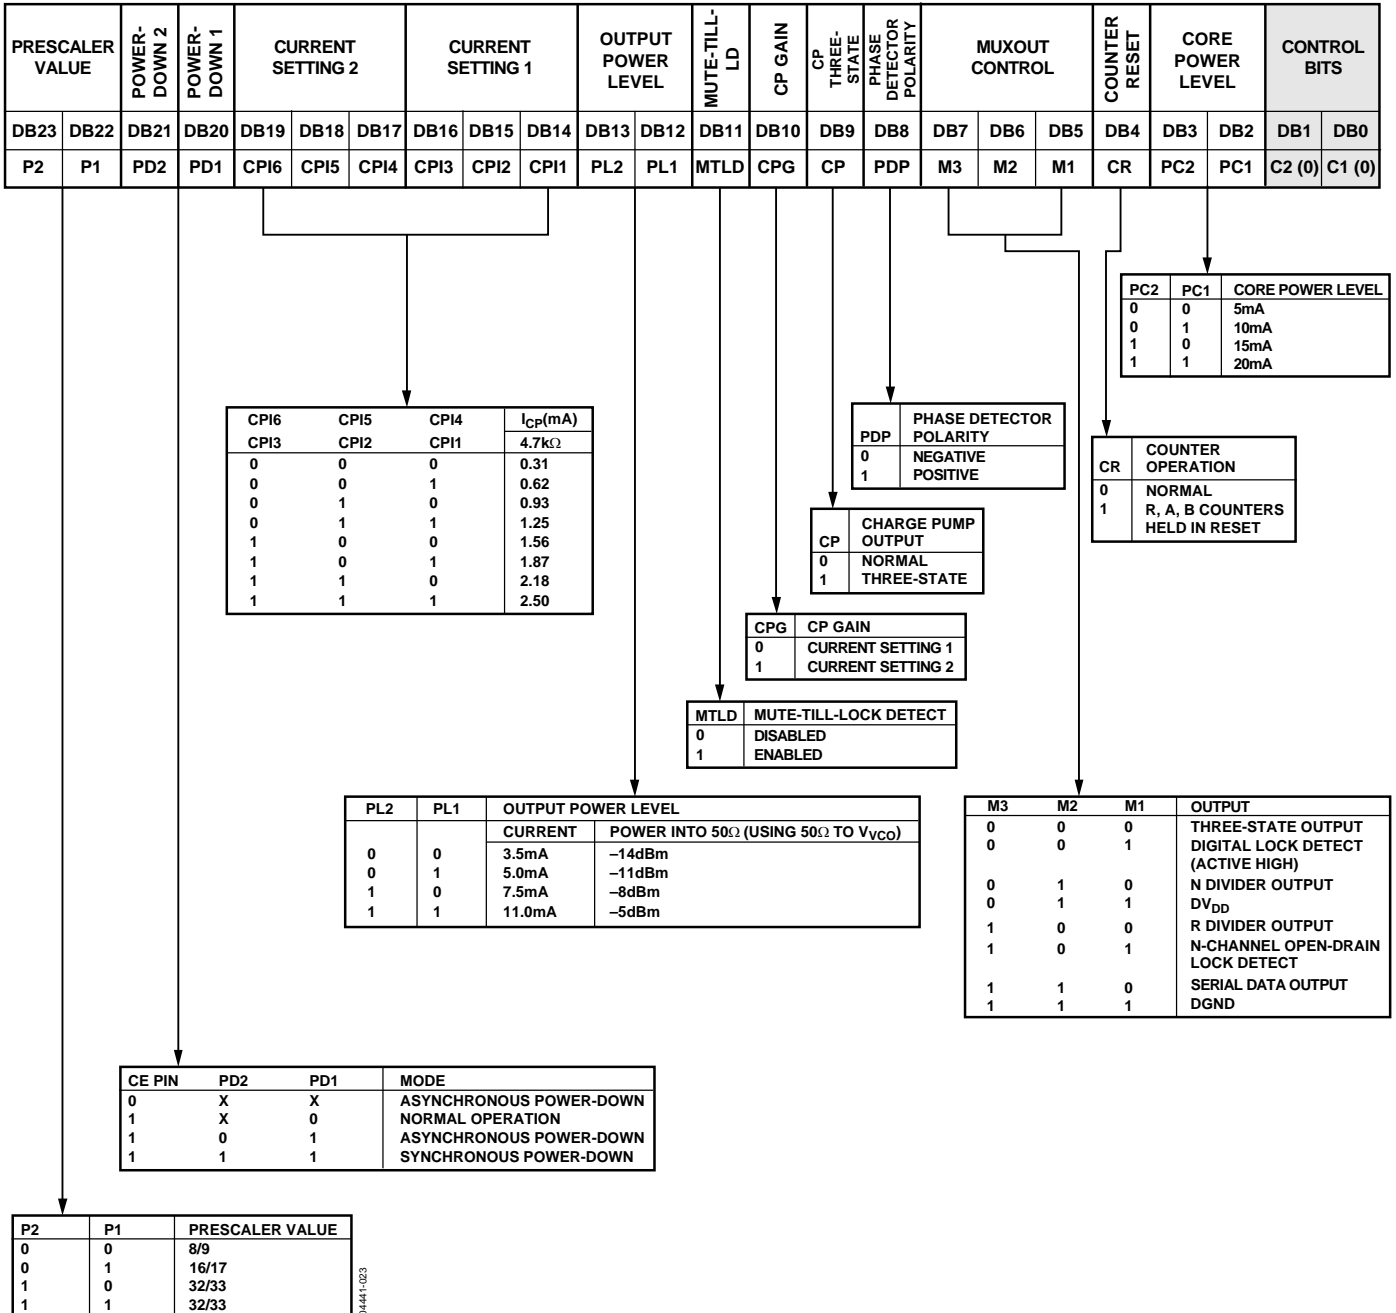 PRESCALER VALUE
POWER-DOWN 2
POWER-DOWN 1
CURRENT SETTING 2
CURRENT SETTING 1
OUTPUT POWER LEVEL
MUTE-TILL-LD
CP GAIN
CP THREE-STATE
PHASE DETECTOR POLARITY
MUXOUT CONTROL
COUNTER RESET
CORE POWER LEVEL
CONTROL BITS
DB23 DB22 DB21 DB20 DB19 DB18 DB17 DB16 DB15 DB14 DB13 DB12 DB11 DB10 DB9 DB8 DB7 DB6 DB5 DB4 DB3 DB2 DB1 DB0
P2 P1 PD2 PD1 CPI6 CPI5 CPI4 CPI3 CPI2 CPI1 PL2 PL1 MTLD CPG CP PDP M3 M2 M1 CR PC2 PC1 C2 (0) C1 (0)
PC2 PC1 CORE POWER LEVEL
0 0 5mA
0 1 10mA
1 0 15mA
1 1 20mA
CPI6 CPI5 CPI4 ICP(mA)
CPI3 CPI2 CPI1 4.7kΩ
0 0 0 0.31
0 0 1 0.62
0 1 0 0.93
0 1 1 1.25
1 0 0 1.56
1 0 1 1.87
1 1 0 2.18
1 1 1 2.50
PDP PHASE DETECTOR POLARITY
0 NEGATIVE
1 POSITIVE
CR COUNTER OPERATION
0 NORMAL
1 R, A, B COUNTERS
HELD IN RESET
CP CHARGE PUMP OUTPUT
0 NORMAL
1 THREE-STATE
CPG CP GAIN
0 CURRENT SETTING 1
1 CURRENT SETTING 2
MTLD MUTE-TILL-LOCK DETECT
0 DISABLED
1 ENABLED
PL2 PL1 OUTPUT POWER LEVEL
CURRENT POWER INTO 50Ω (USING 50Ω TO VVCO)
0 0 3.5mA –14dBm
0 1 5.0mA –11dBm
1 0 7.5mA –8dBm
1 1 11.0mA –5dBm
M3 M2 M1 OUTPUT
0 0 0 THREE-STATE OUTPUT
0 0 1 DIGITAL LOCK DETECT
(ACTIVE HIGH)
0 1 0 N DIVIDER OUTPUT
0 1 1 DVDD
1 0 0 R DIVIDER OUTPUT
1 0 1 N-CHANNEL OPEN-DRAIN
LOCK DETECT
1 1 0 SERIAL DATA OUTPUT
1 1 1 DGND
CE PIN PD2 PD1 MODE
0 X X ASYNCHRONOUS POWER-DOWN
1 X 0 NORMAL OPERATION
1 0 1 ASYNCHRONOUS POWER-DOWN
1 1 1 SYNCHRONOUS POWER-DOWN
P2 P1 PRESCALER VALUE
0 0 8/9
0 1 16/17
1 0 32/33
1 1 32/33
04441-023